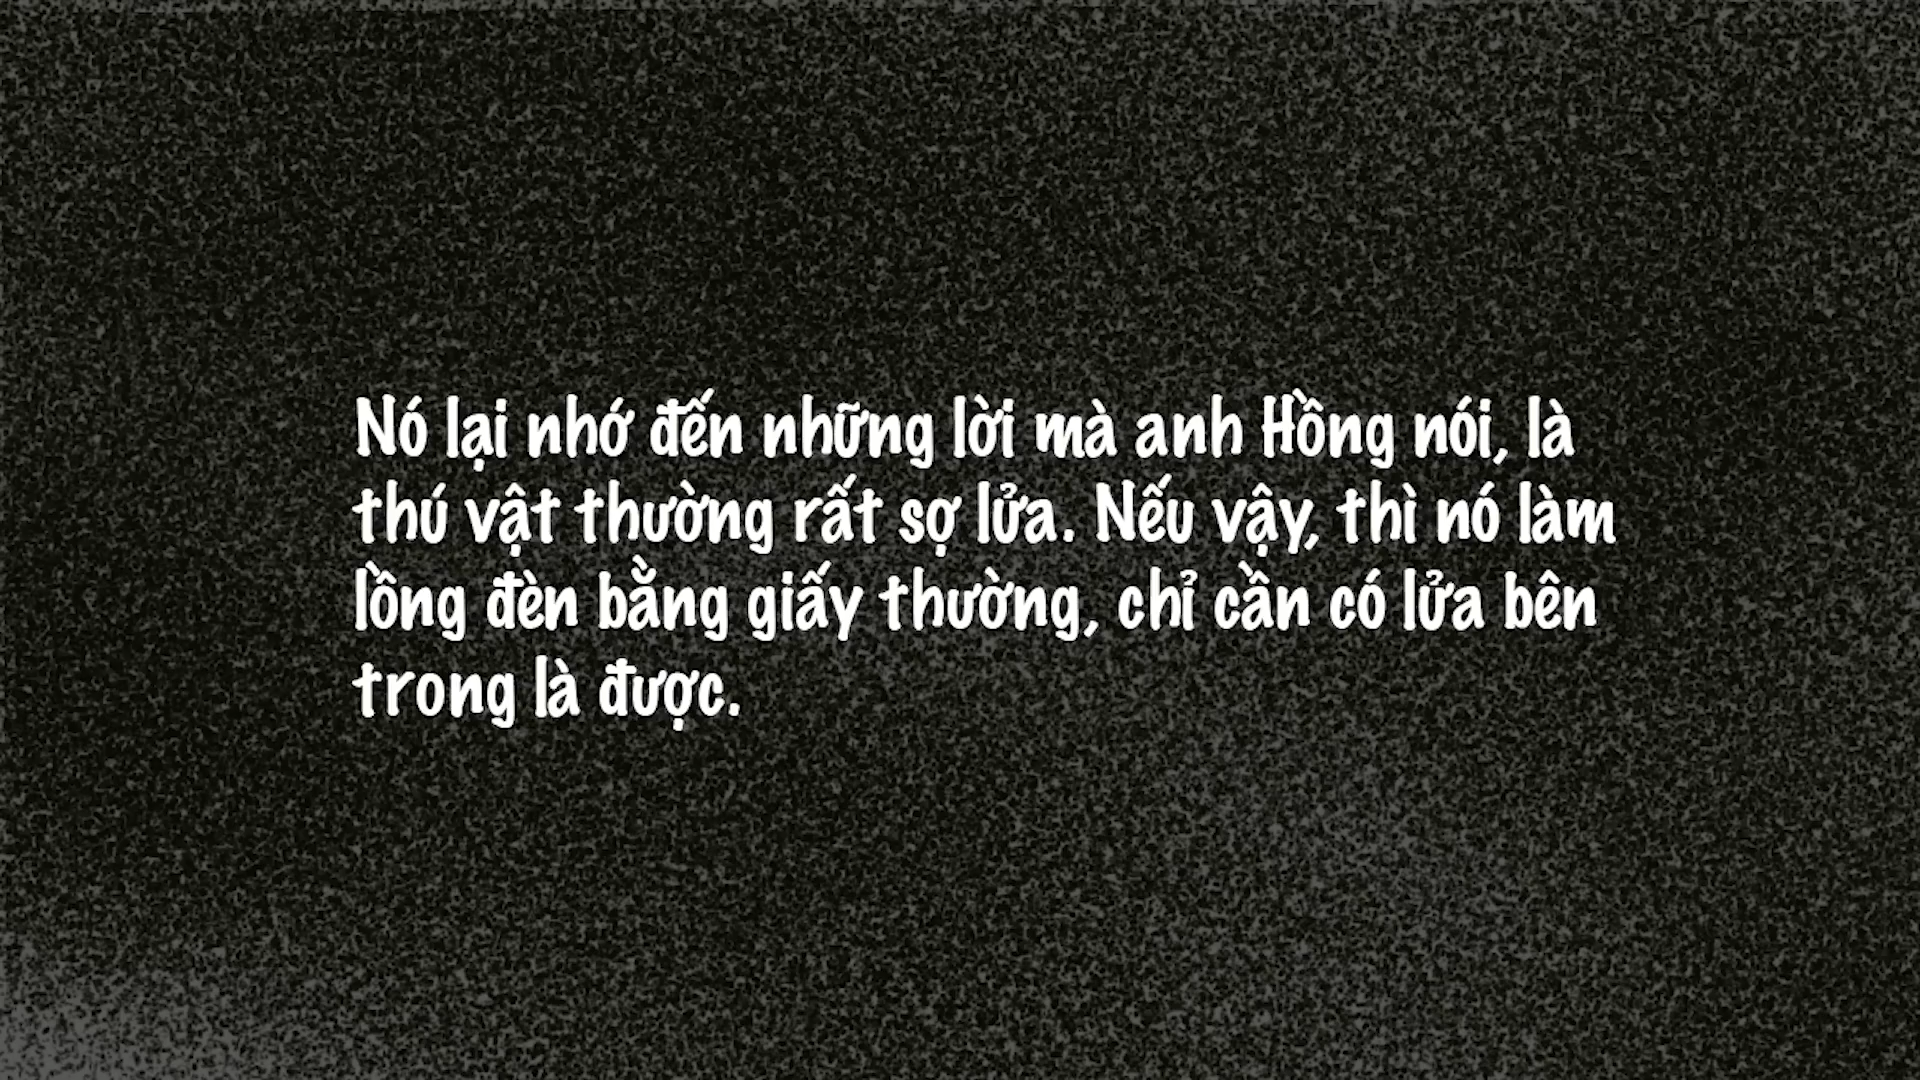 Nó lại nhớ đến những lời mà anh Hồng nói, là
thú vật thường rất sợ lửa. Nếu vậy, thì nó làm
lồng đèn bằng giấy thường, chỉ cần có lửa bên
trong là được.